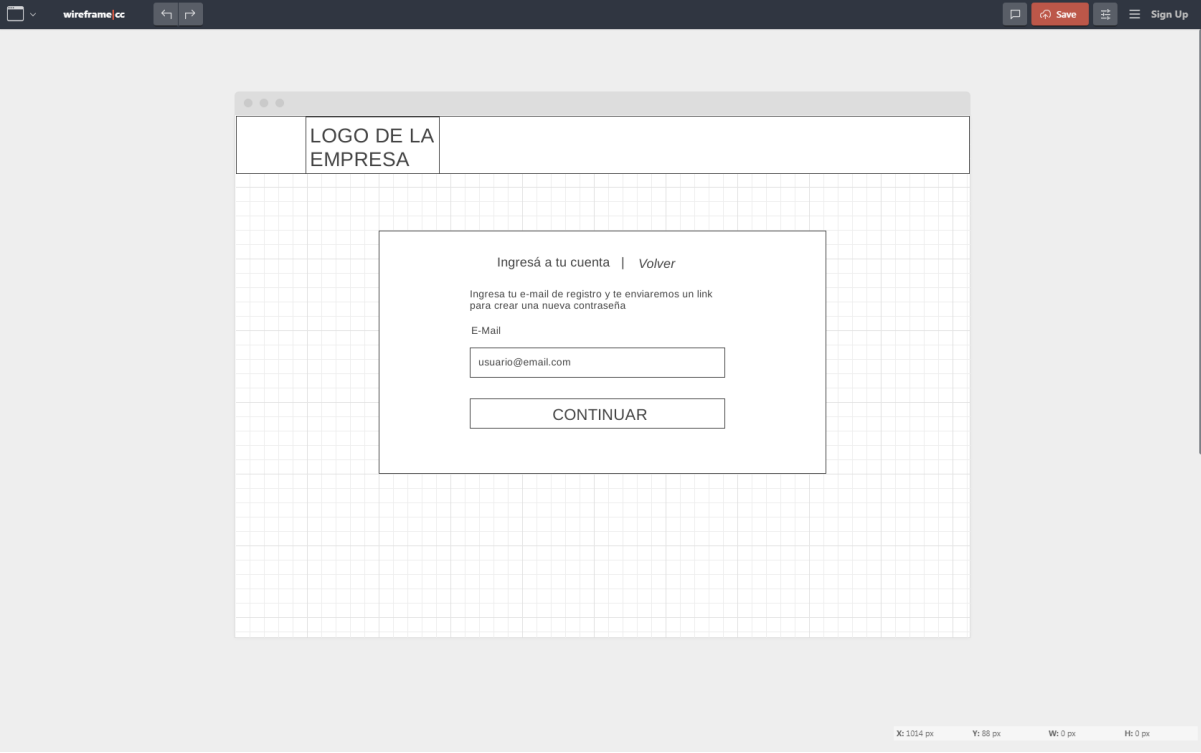 wireframe|cc
Save
Sign Up
LOGO DE LA
EMPRESA
Ingresá a tu cuenta | Volver
Ingresa tu e-mail de registro y te enviaremos un link
para crear una nueva contraseña
E-Mail
usuario@email.com
CONTINUAR
X: 1014 px Y: 88 px W: 0 px H: 0 px